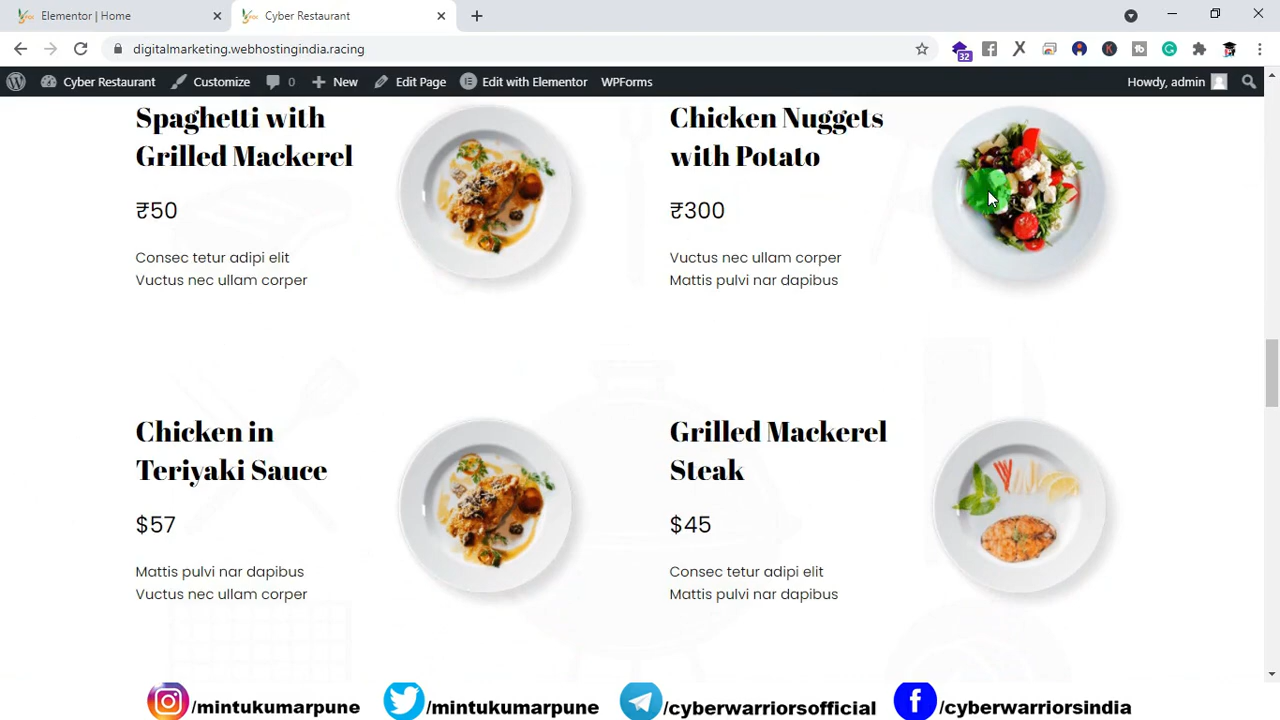 Elementor | Home
Cyber Restaurant
digitalmarketing.webhostingindia.racing
32
Cyber Restaurant
Customize
0
New
Edit Page
Edit with Elementor
WPForms
Howdy, admin
Spaghetti with
Grilled Mackerel
₹50
Consec tetur adipi elit
Vuctus nec ullam corper
Chicken Nuggets
with Potato
₹300
Vuctus nec ullam corper
Mattis pulvi nar dapibus
Chicken in
Teriyaki Sauce
$57
Mattis pulvi nar dapibus
Vuctus nec ullam corper
Grilled Mackerel
Steak
$45
Consec tetur adipi elit
Mattis pulvi nar dapibus
/mintukumarpune
/mintukumarpune
/cyberwarriorsofficial
/cyberwarriorsindia